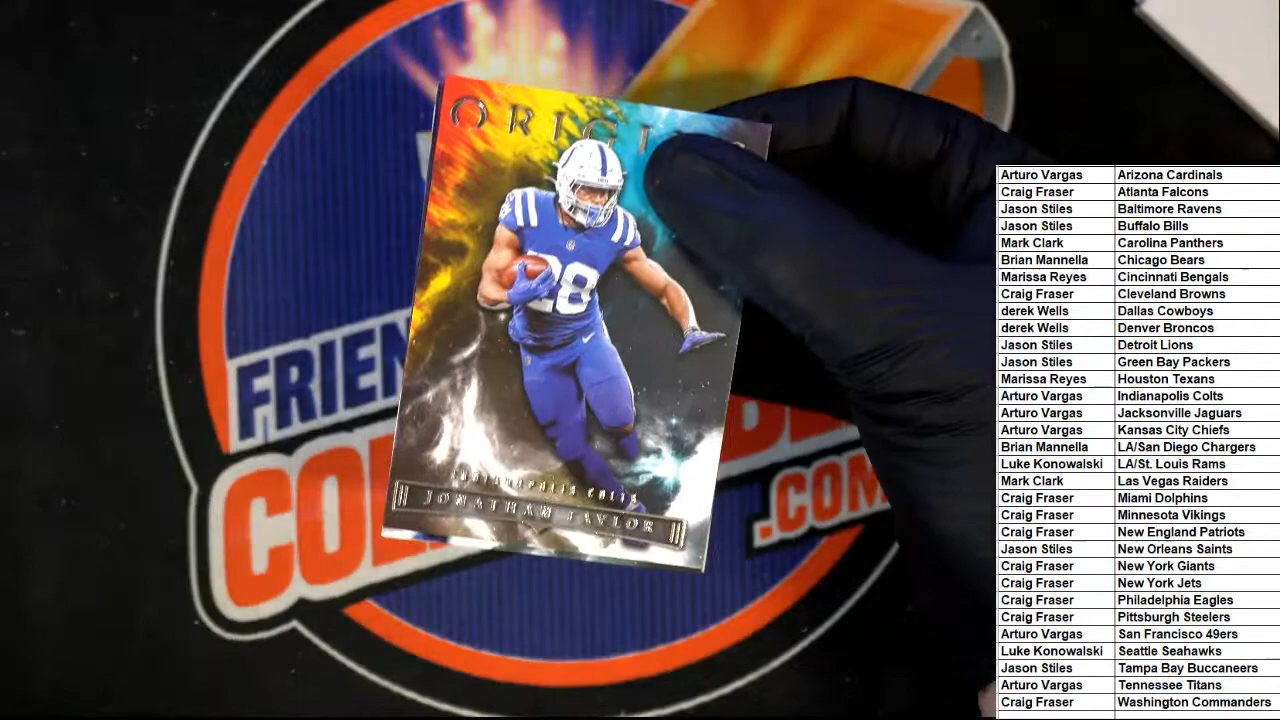 ORIGI
28
INDIANAPOLIS COLTS
JONATHAN TAYLOR
FRIEN
COL
.COM
Arturo Vargas Arizona Cardinals
Craig Fraser Atlanta Falcons
Jason Stiles Baltimore Ravens
Jason Stiles Buffalo Bills
Mark Clark Carolina Panthers
Brian Mannella Chicago Bears
Marissa Reyes Cincinnati Bengals
Craig Fraser Cleveland Browns
derek Wells Dallas Cowboys
derek Wells Denver Broncos
Jason Stiles Detroit Lions
Jason Stiles Green Bay Packers
Marissa Reyes Houston Texans
Arturo Vargas Indianapolis Colts
Arturo Vargas Jacksonville Jaguars
Arturo Vargas Kansas City Chiefs
Brian Mannella LA/San Diego Chargers
Luke Konowalski LA/St. Louis Rams
Mark Clark Las Vegas Raiders
Craig Fraser Miami Dolphins
Craig Fraser Minnesota Vikings
Craig Fraser New England Patriots
Jason Stiles New Orleans Saints
Craig Fraser New York Giants
Craig Fraser New York Jets
Craig Fraser Philadelphia Eagles
Craig Fraser Pittsburgh Steelers
Arturo Vargas San Francisco 49ers
Luke Konowalski Seattle Seahawks
Jason Stiles Tampa Bay Buccaneers
Arturo Vargas Tennessee Titans
Craig Fraser Washington Commanders